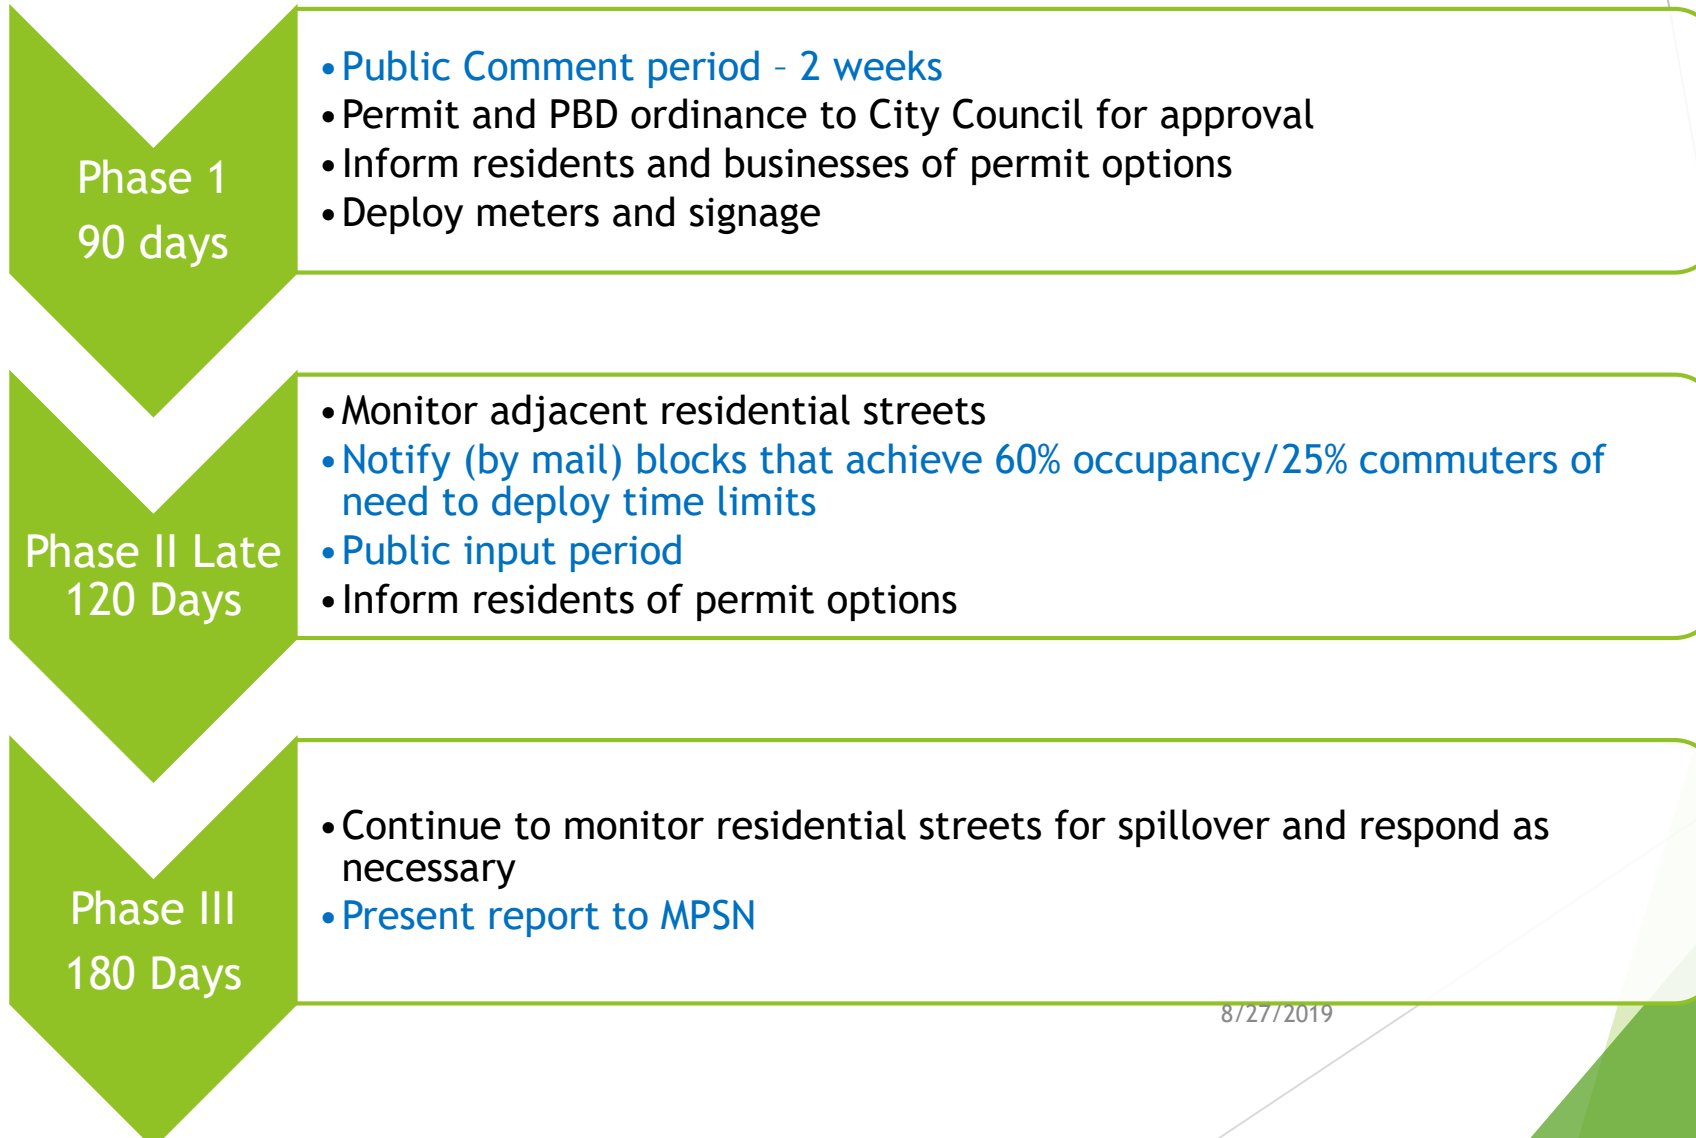 Phase 1
90 days
•Public Comment period – 2 weeks
•Permit and PBD ordinance to City Council for approval
•Inform residents and businesses of permit options
•Deploy meters and signage
Phase II Late
120 Days
•Monitor adjacent residential streets
•Notify (by mail) blocks that achieve 60% occupancy/25% commuters of
need to deploy time limits
•Public input period
•Inform residents of permit options
Phase III
180 Days
•Continue to monitor residential streets for spillover and respond as
necessary
•Present report to MPSN
8/27/2019